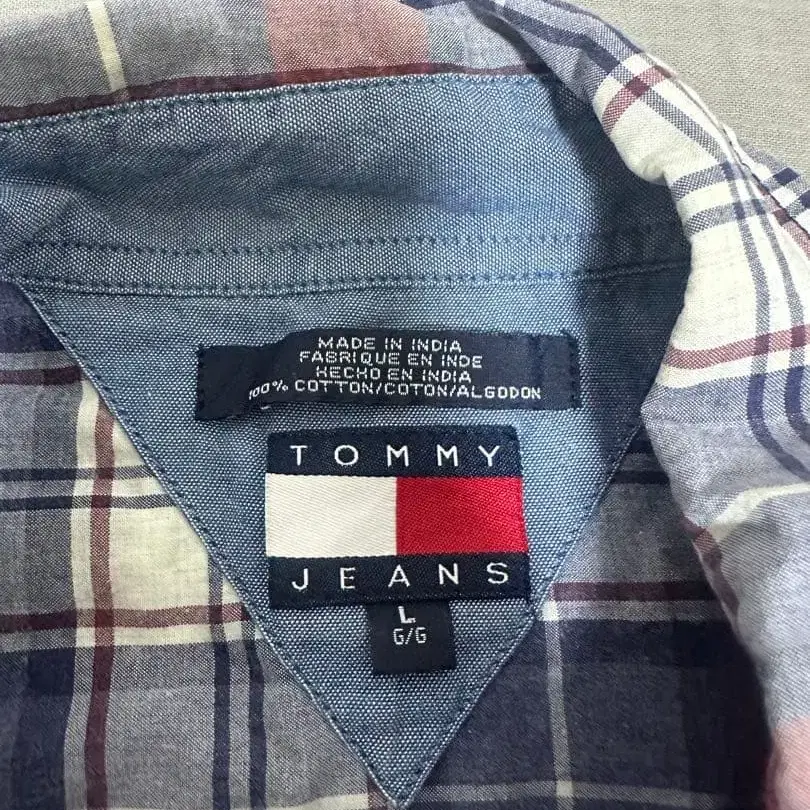 MADE IN INDIA
FABRIQUE EN INDE
HECHO EN INDIA
100% COTTON/COTON/ALGODON
TOMMY
JEANS
L
G/G